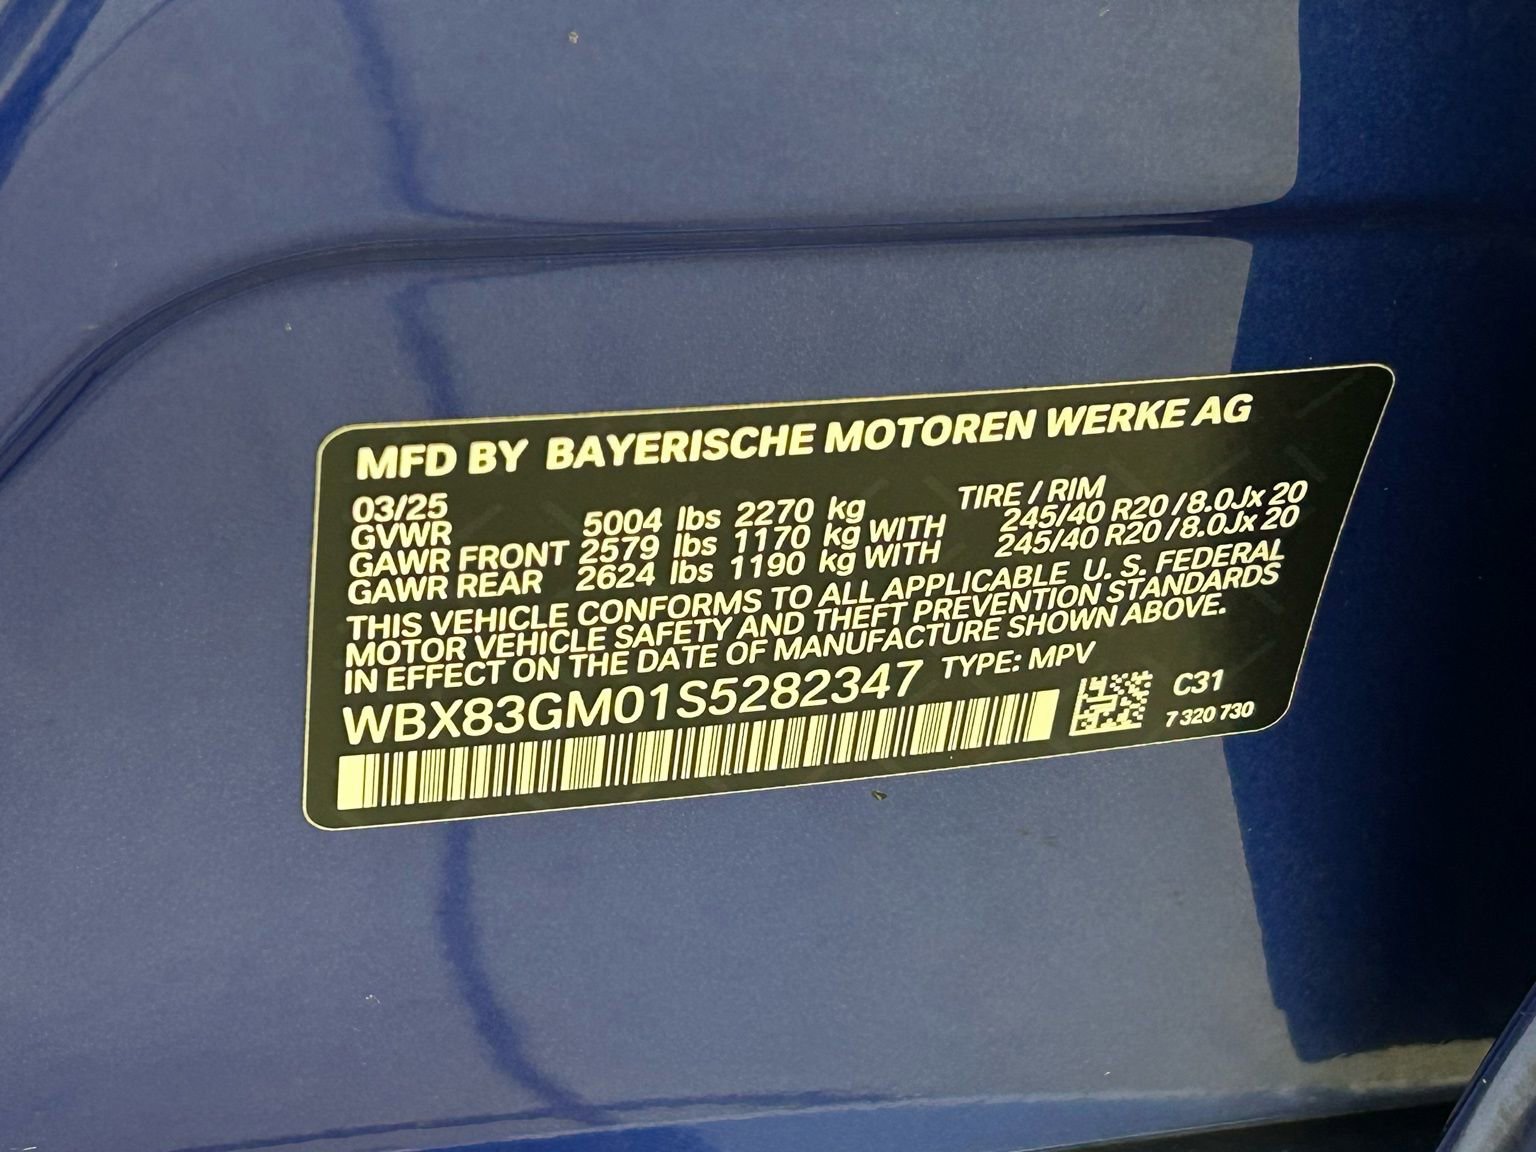 MFD BY BAYERISCHE MOTOREN WERKE AG
03/25
GVWR 5004 lbs 2270 kg TIRE / RIM
GAWR FRONT 2579 lbs 1170 kg WITH 245/40 R20 /8.0Jx 20
GAWR REAR 2624 lbs 1190 kg WITH 245/40 R20 /8.0Jx 20
THIS VEHICLE CONFORMS TO ALL APPLICABLE U. S. FEDERAL
MOTOR VEHICLE SAFETY AND THEFT PREVENTION STANDARDS
IN EFFECT ON THE DATE OF MANUFACTURE SHOWN ABOVE.
WBX83GM01S5282347 TYPE: MPV
C31
7 320 730